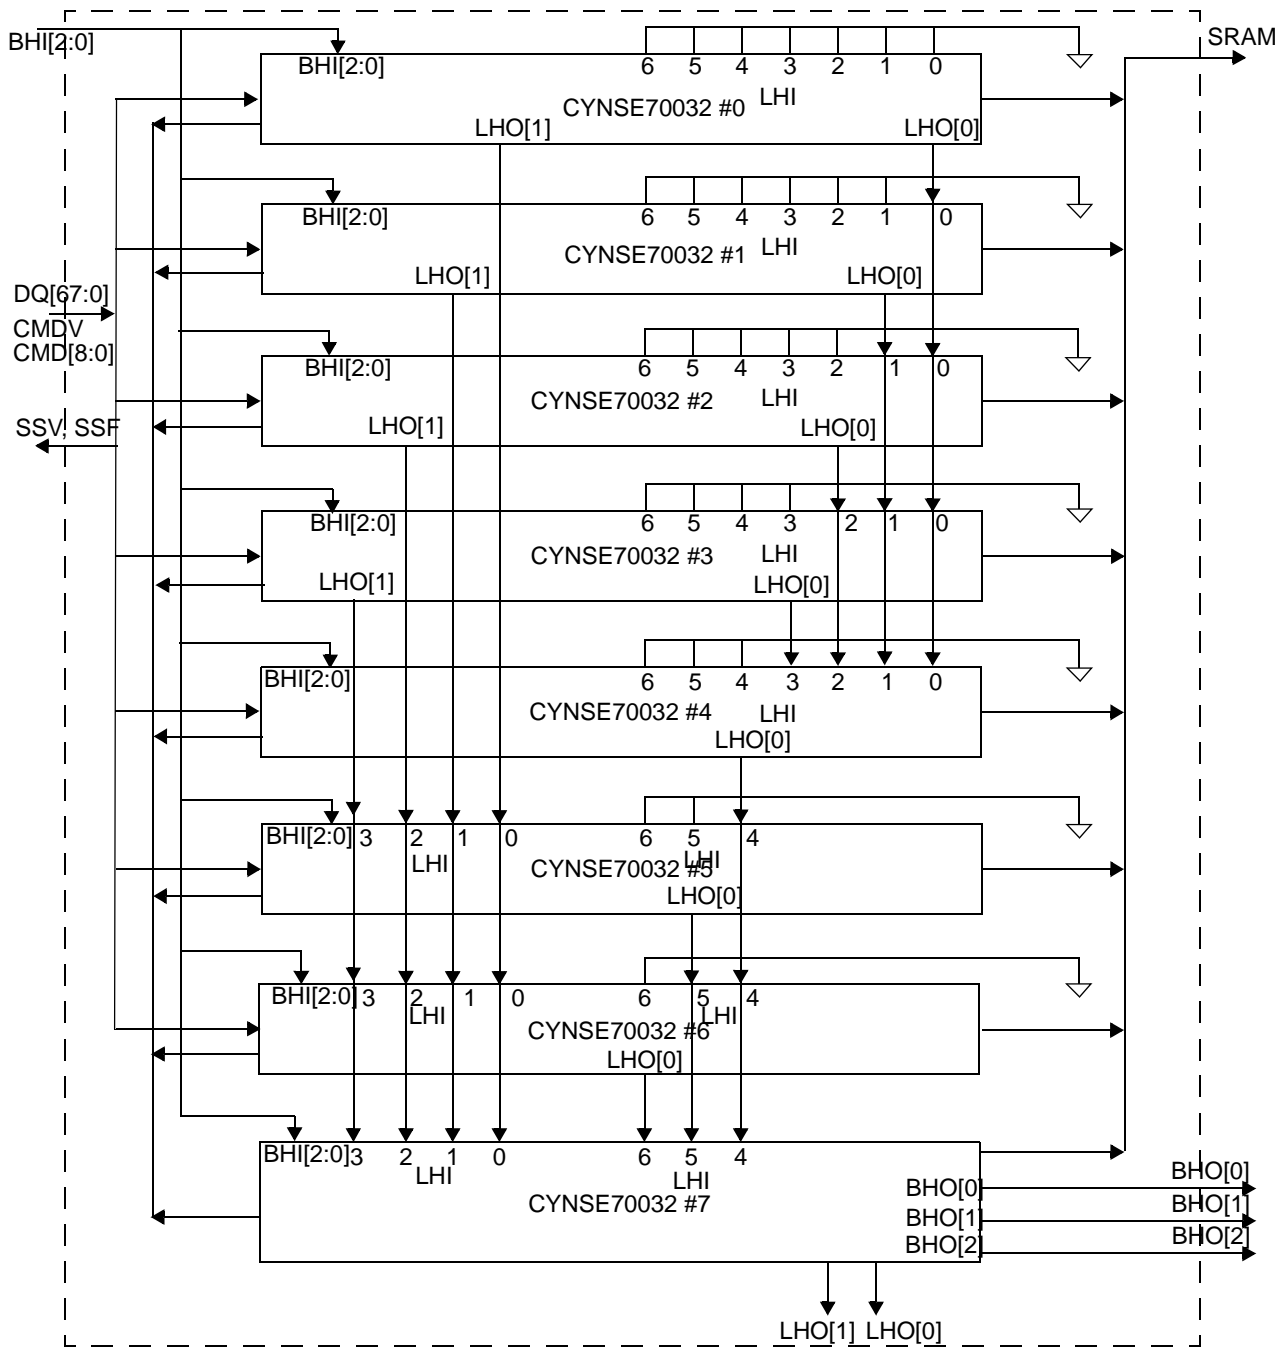 BHI[2:0]
SRAM
BHI[2:0] 6 5 4 3 2 1 0
LHI
CYNSE70032 #0
LHO[1] LHO[0]
BHI[2:0] 6 5 4 3 2 1 0
LHI
CYNSE70032 #1
LHO[1] LHO[0]
DQ[67:0]
CMDV
CMD[8:0]
BHI[2:0] 6 5 4 3 2 1 0
LHI
CYNSE70032 #2
LHO[1] LHO[0]
SSV, SSF
BHI[2:0] 6 5 4 3 2 1 0
LHI
CYNSE70032 #3
LHO[1] LHO[0]
BHI[2:0] 6 5 4 3 2 1 0
LHI
CYNSE70032 #4
LHO[0]
BHI[2:0] 3 2 1 0 6 5 4
LHI LHI
CYNSE70032 #5
LHO[0]
BHI[2:0] 3 2 1 0 6 5 4
LHI LHI
CYNSE70032 #6
LHO[0]
BHI[2:0] 3 2 1 0 6 5 4
LHI LHI
CYNSE70032 #7
BHO[0] BHO[0]
BHO[1] BHO[1]
BHO[2] BHO[2]
LHO[1] LHO[0]